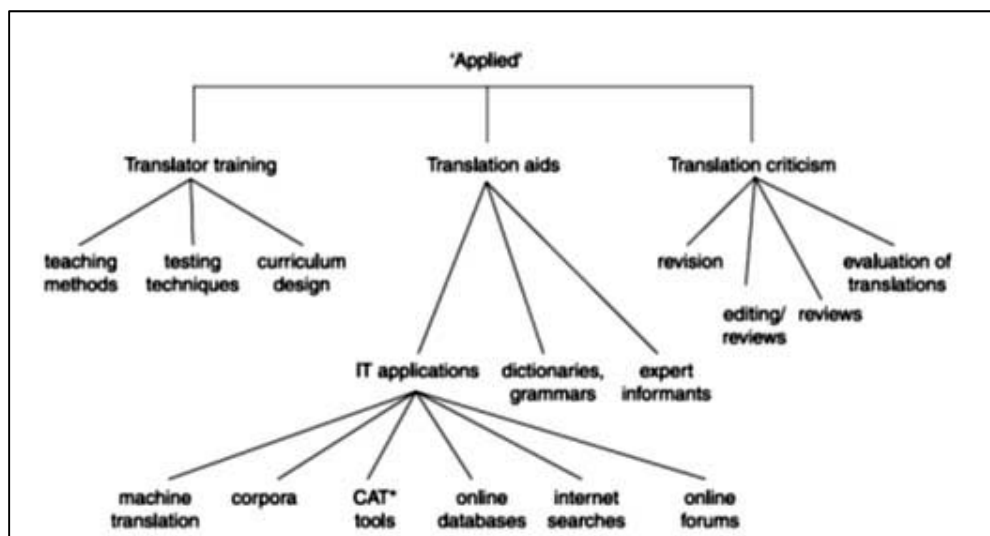 'Applied'
Translator training Translation aids Translation criticism
teaching methods
testing techniques
curriculum design
revision
editing/ reviews
reviews
evaluation of translations
IT applications
dictionaries, grammars
expert informants
machine translation
corpora
CAT* tools
online databases
internet searches
online forums